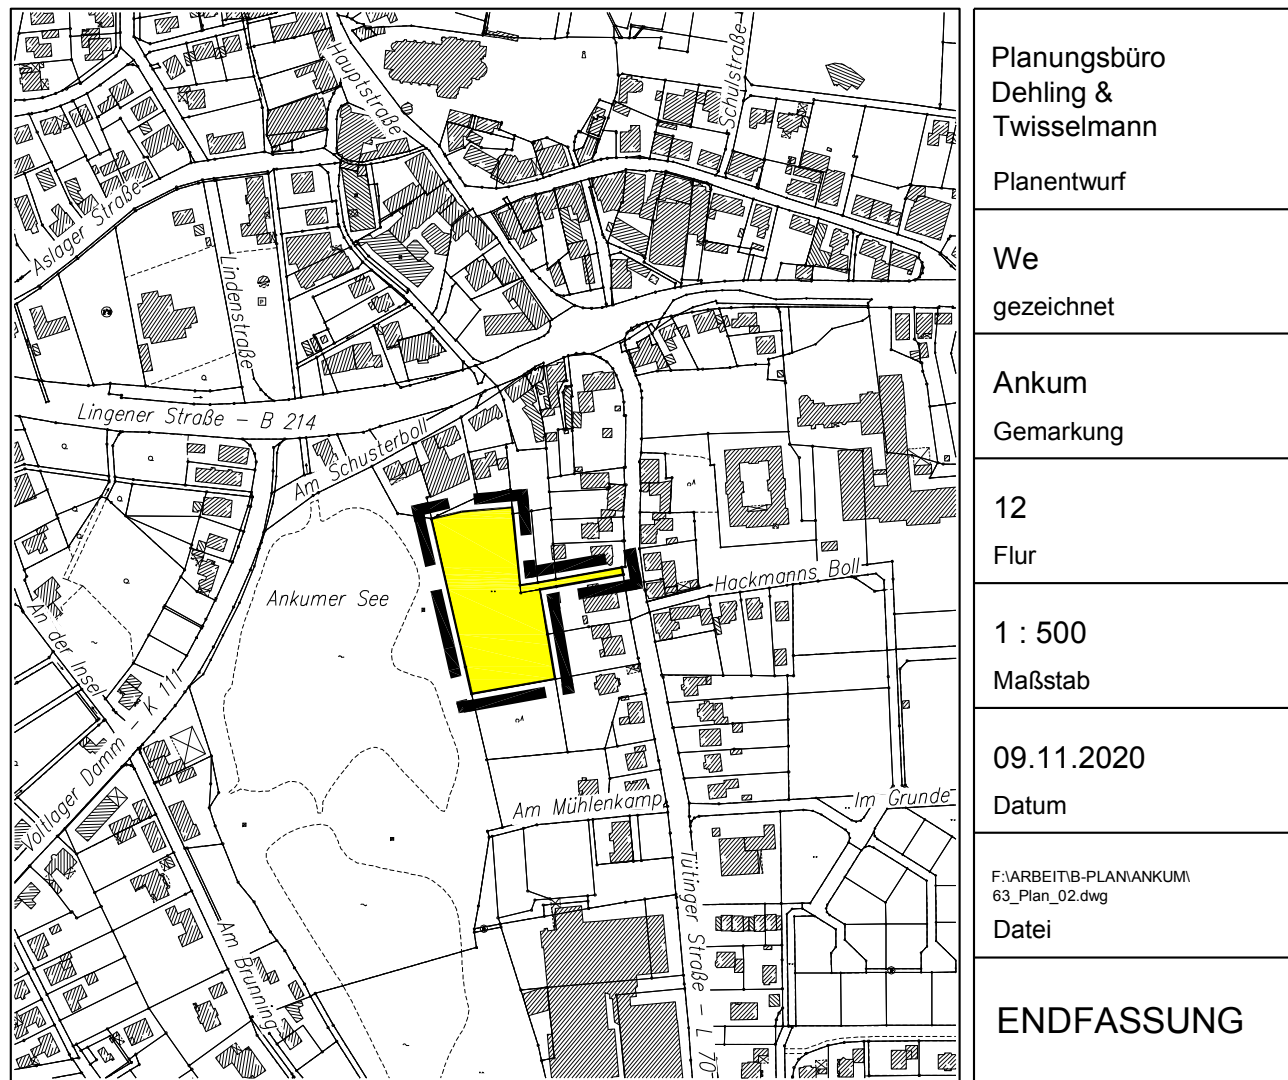 Hauptstraße
Schulstraße
Aslager Straße
Lindenstraße
Lingener Straße – B 214
Am Schusterboll
Ankumer See
Hackmanns Boll
An der Insel
Voltlager Damm – K 111
Am Mühlenkamp
Im Grunde
Tütinger Straße – L 70
Am Brunning
Planungsbüro
Dehling &
Twisselmann
Planentwurf
We
gezeichnet
Ankum
Gemarkung
12
Flur
1 : 500
Maßstab
09.11.2020
Datum
F:\ARBEIT\B-PLAN\ANKUM\
63_Plan_02.dwg
Datei
ENDFASSUNG